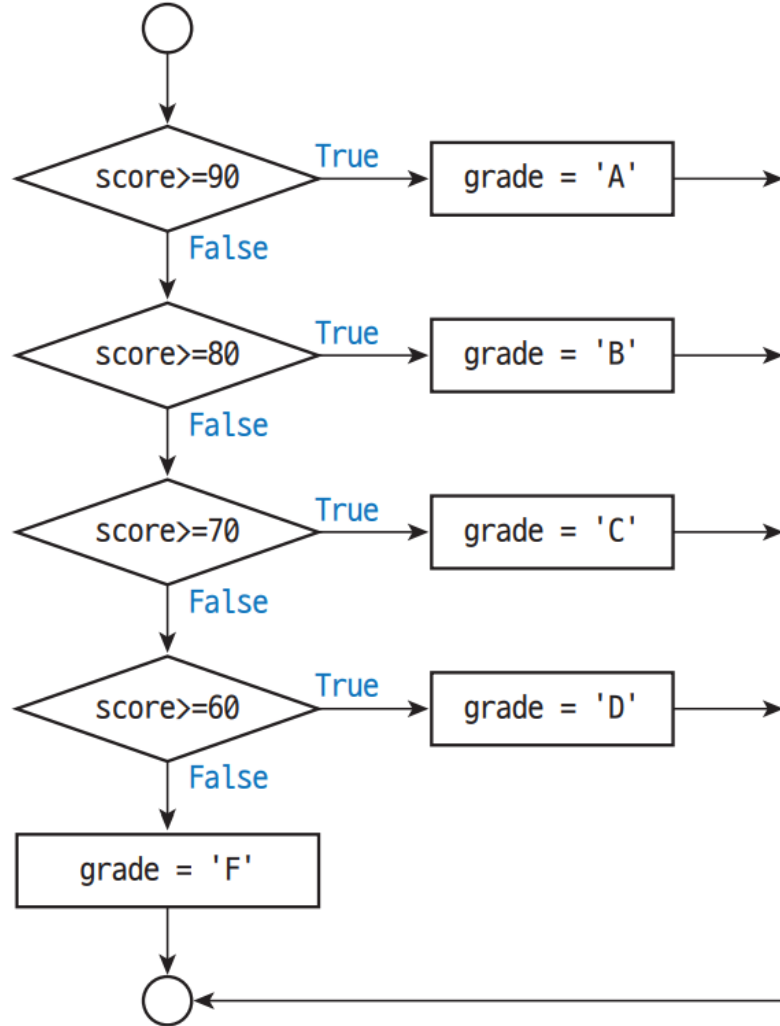 True
score>=90
grade = 'A'
False
True
score>=80
grade = 'B'
False
True
score>=70
grade = 'C'
False
True
score>=60
grade = 'D'
False
grade = 'F'